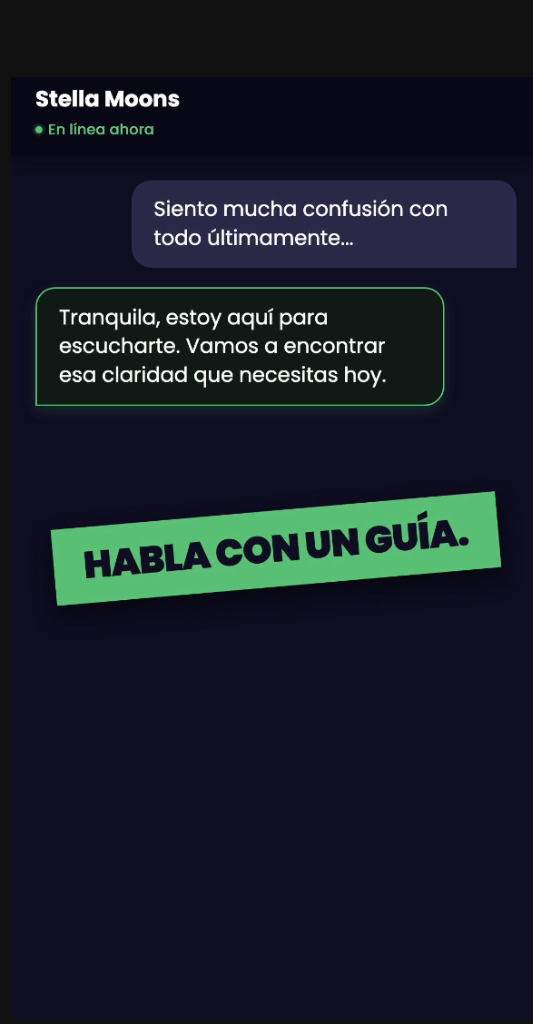 Stella Moons
En línea ahora
Siento mucha confusión con
todo últimamente...
Tranquila, estoy aquí para
escucharte. Vamos a encontrar
esa claridad que necesitas hoy.
HABLA CON UN GUÍA.